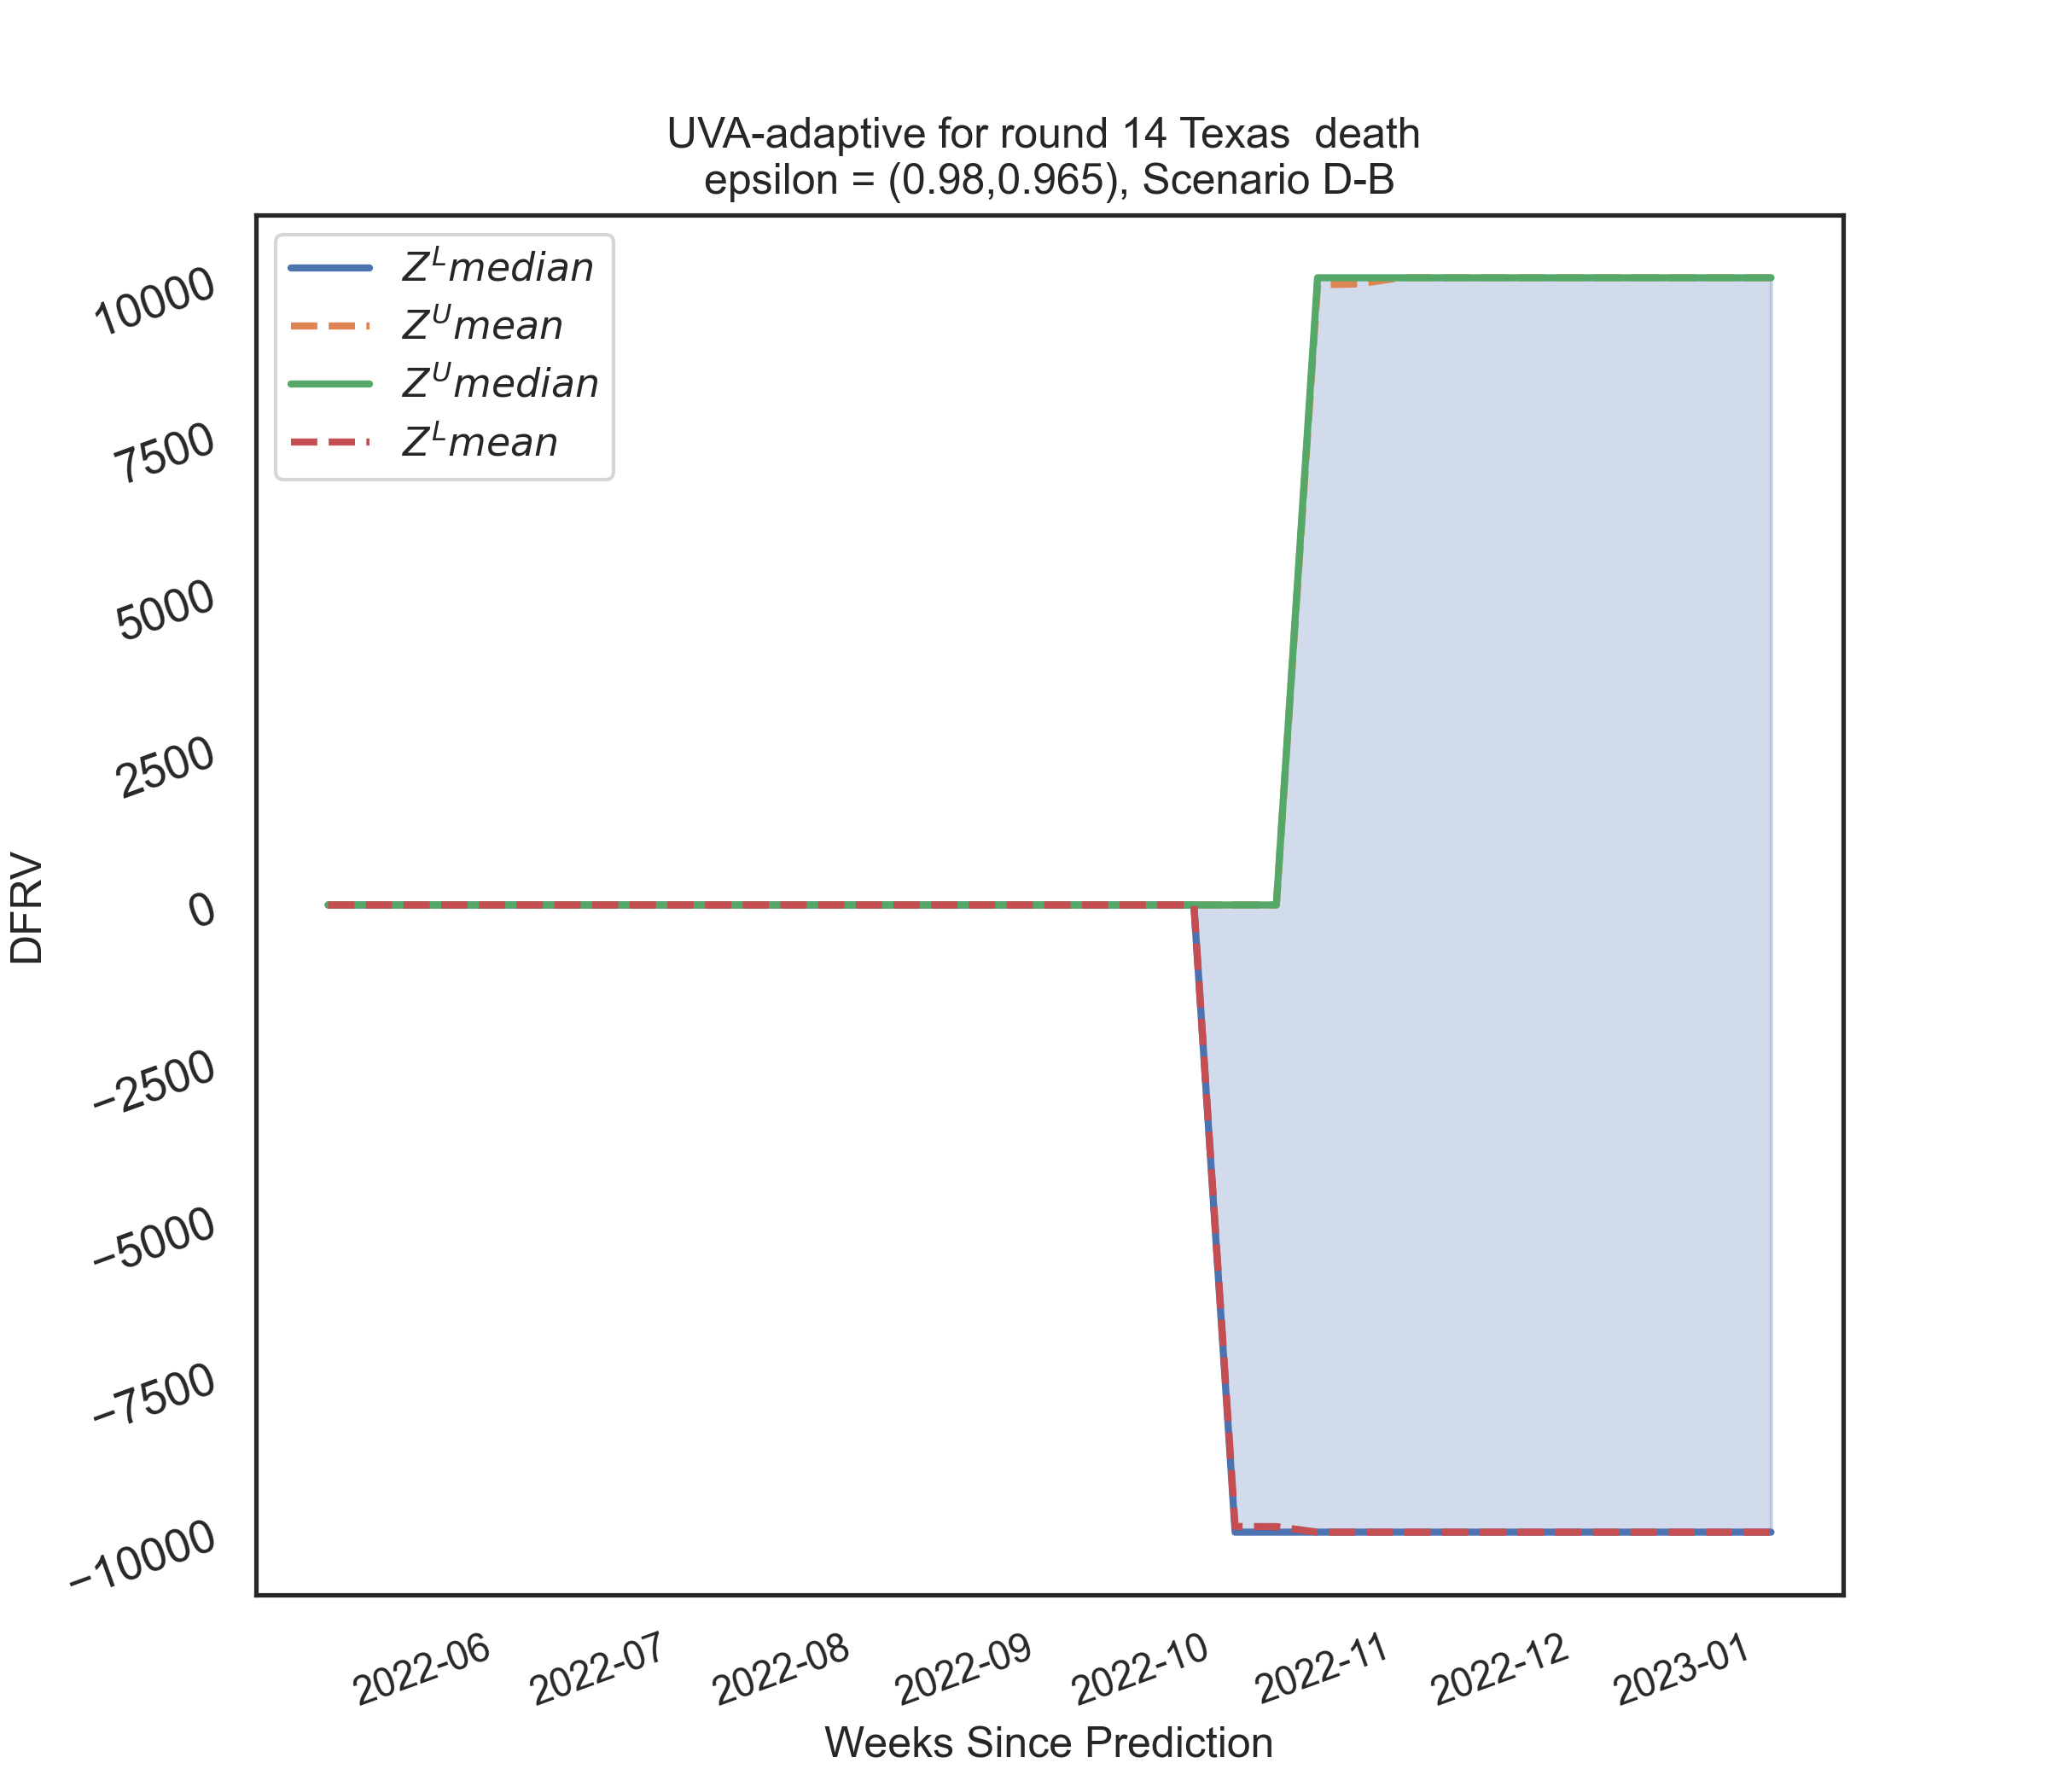 UVA-adaptive for round 14 Texas  death
epsilon = (0.98,0.965), Scenario D-B
Z^L median
Z^U mean
Z^U median
Z^L mean
10000
7500
5000
2500
0
−2500
−5000
−7500
−10000
DFRV
2022-06
2022-07
2022-08
2022-09
2022-10
2022-11
2022-12
2023-01
Weeks Since Prediction